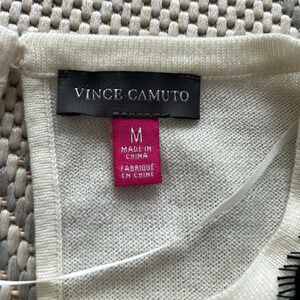 VINCE CAMUTO
M
MADE IN
CHINA
FABRIQUÉ
EN CHINE